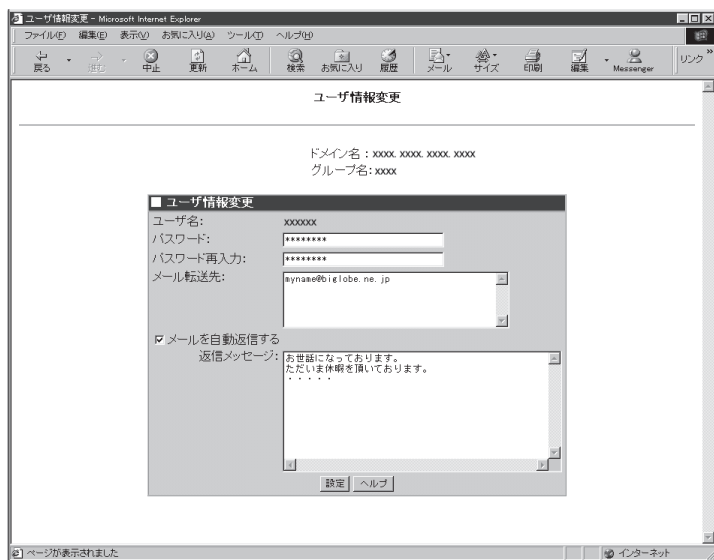 ユーザ情報変更 - Microsoft Internet Explorer
ファイル(F) 編集(E) 表示(V) お気に入り(A) ツール(T) ヘルプ(H)
戻る 進む 中止 更新 ホーム 検索 お気に入り 履歴 メール サイズ 印刷 編集 Messenger リンク »
ユーザ情報変更
ドメイン名:xxxx.xxxx.xxxx.xxxx
グループ名:xxxx
ユーザ情報変更
ユーザ名: xxxxxx
パスワード: ********
パスワード再入力: ********
メール転送先: myname@biglobe.ne.jp
メールを自動返信する
返信メッセージ: お世話になっております。
ただいま休暇を頂いております。
・・・・・
設定 ヘルプ
ページが表示されました インターネット